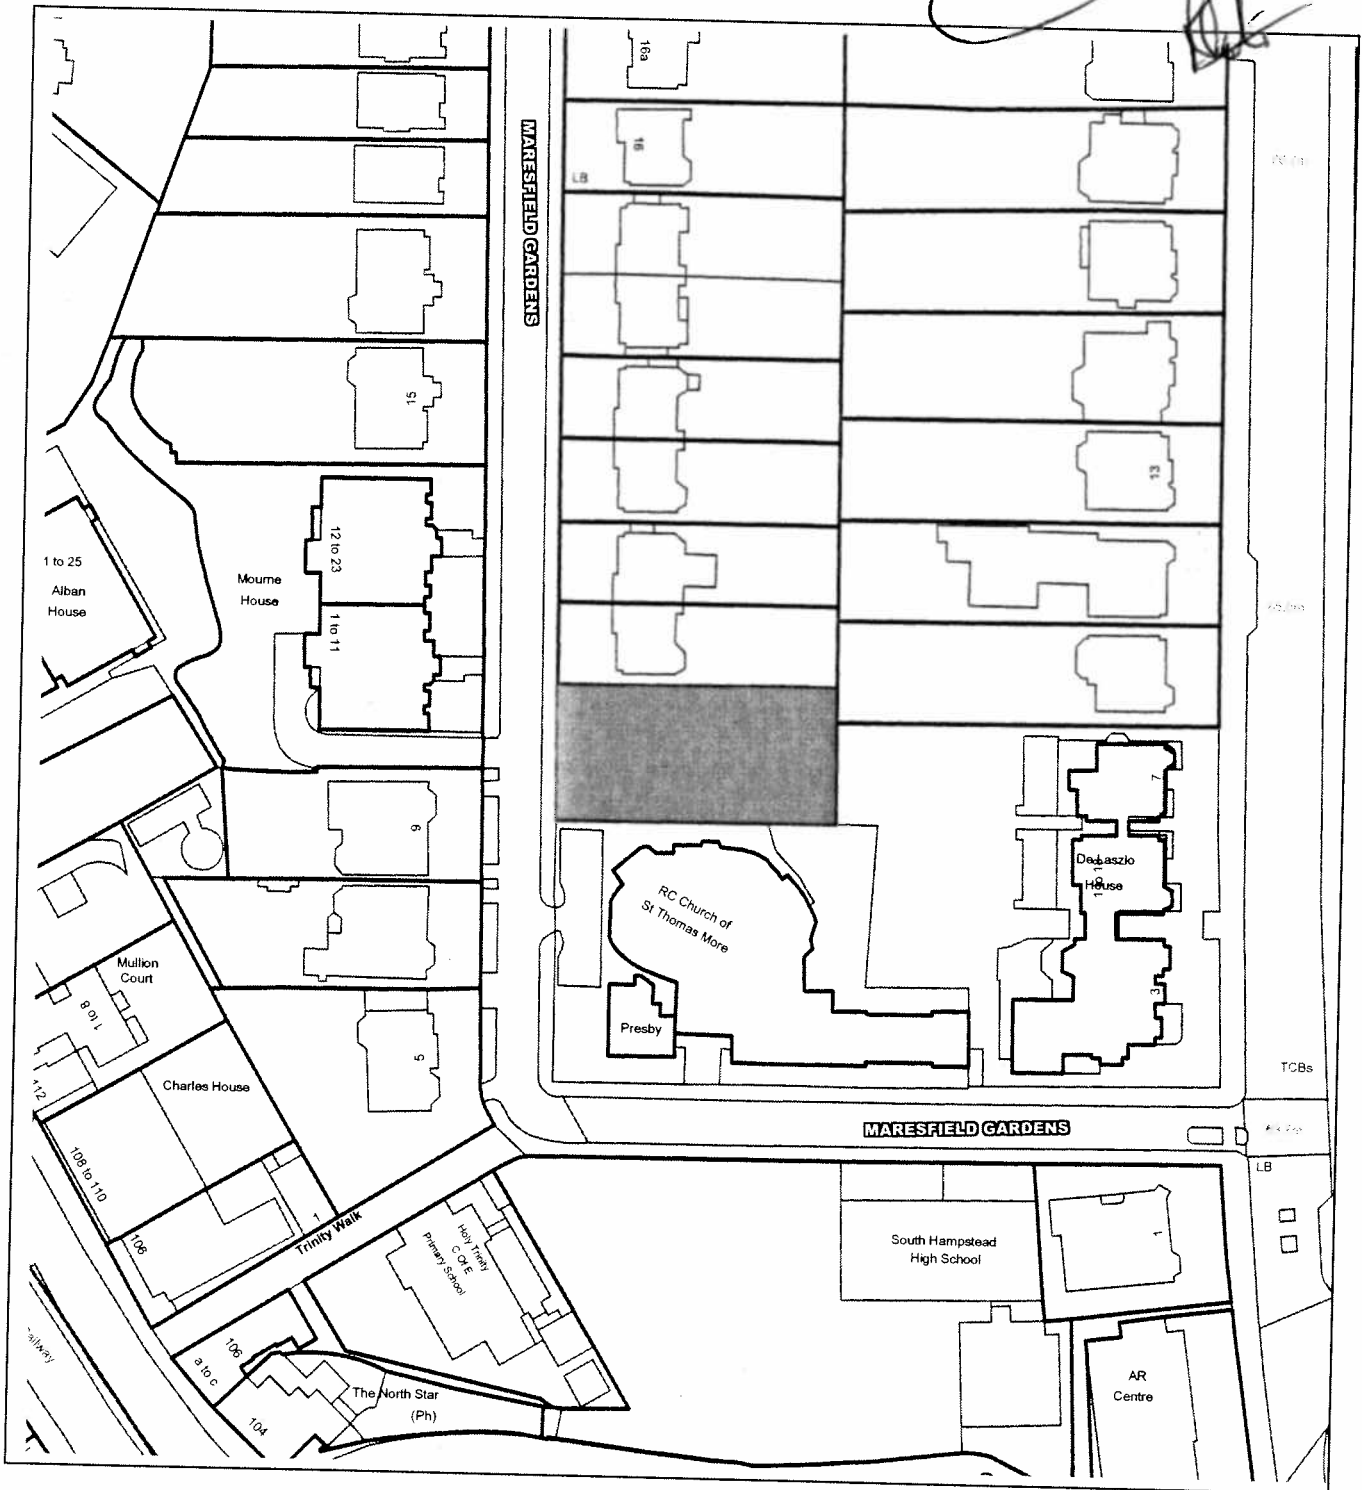 16a
16
LB
MARESFIELD GARDENS
15
13
12 to 23
1 to 11
Mourne
House
1 to 25
Alban
House
9
7
De Laszlo
House
3
RC Church of
St Thomas More
Presby
Mullion
Court
1 to 8
112
Charles House
5
108 to 110
106
1
Trinity Walk
TCBs
MARESFIELD GARDENS
LB
South Hampstead
High School
1
Holy Trinity
C Of E
Primary School
106
a to c
104
The North Star
(Ph)
AR
Centre